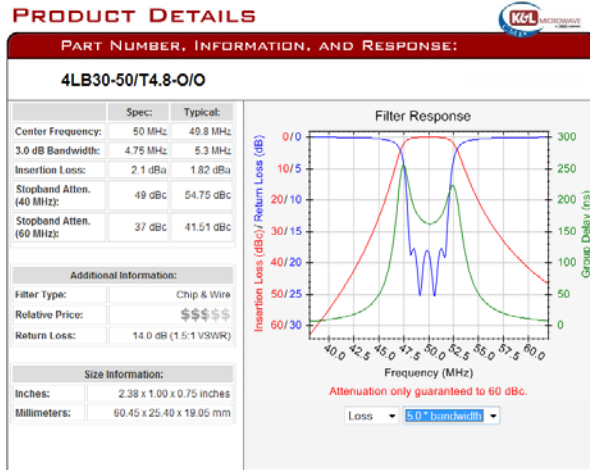 PRODUCT DETAILS
K&L MICROWAVE
PART NUMBER, INFORMATION, AND RESPONSE:
4LB30-50/T4.8-O/O
Spec: Typical:
Center Frequency: 50 MHz 49.8 MHz
3.0 dB Bandwidth: 4.75 MHz 5.3 MHz
Insertion Loss: 2.1 dBa 1.82 dBa
Stopband Atten. (40 MHz): 49 dBc 54.75 dBc
Stopband Atten. (60 MHz): 37 dBc 41.51 dBc
Additional Information:
Filter Type: Chip & Wire
Relative Price: $$$$$
Return Loss: 14.0 dB (1.5:1 VSWR)
Size Information:
Inches: 2.38 x 1.00 x 0.75 inches
Millimeters: 60.45 x 25.40 x 19.05 mm
Filter Response
Insertion Loss (dBc)/ Return Loss (dB)
0/0
10/5
20/10
30/15
40/20
50/25
60/30
300
250
200
150
100
50
0
Group Delay (ns)
40.0 42.5 45.0 47.5 50.0 52.5 55.0 57.5 60.0
Frequency (MHz)
Attenuation only guaranteed to 60 dBc.
Loss 5.0 * bandwidth